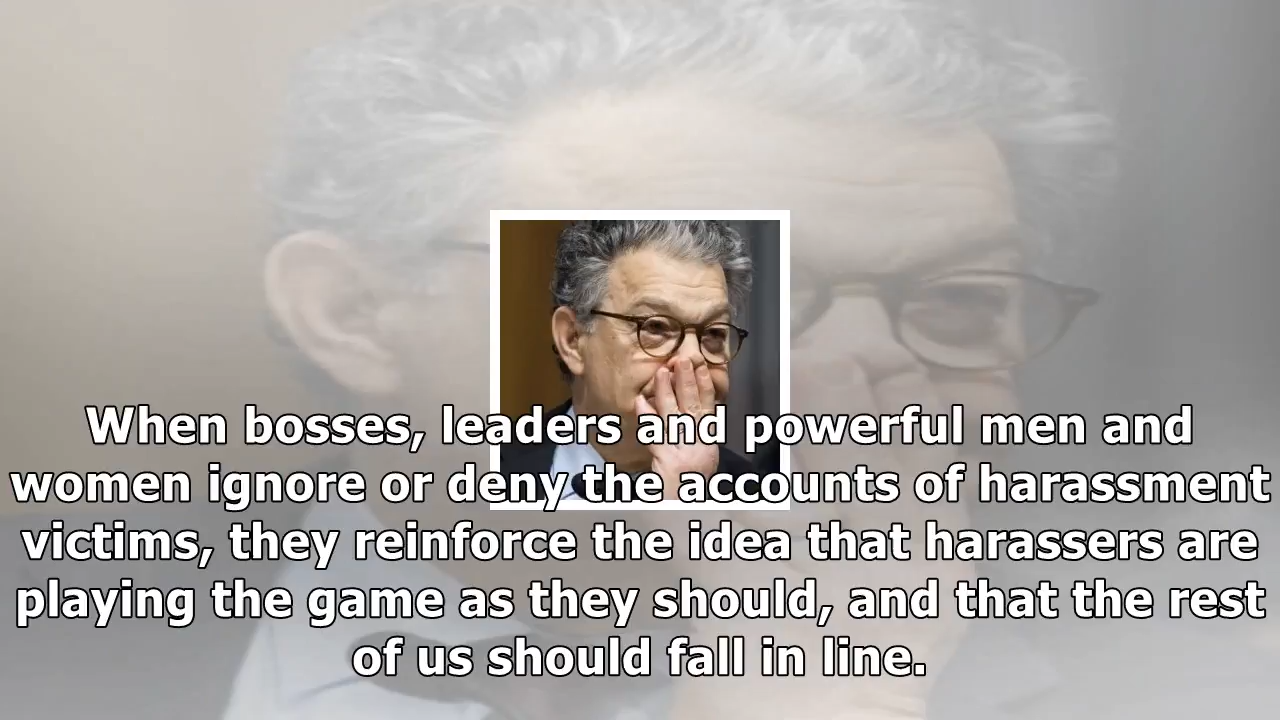 When bosses, leaders and powerful men and
women ignore or deny the accounts of harassment
victims, they reinforce the idea that harassers are
playing the game as they should, and that the rest
of us should fall in line.